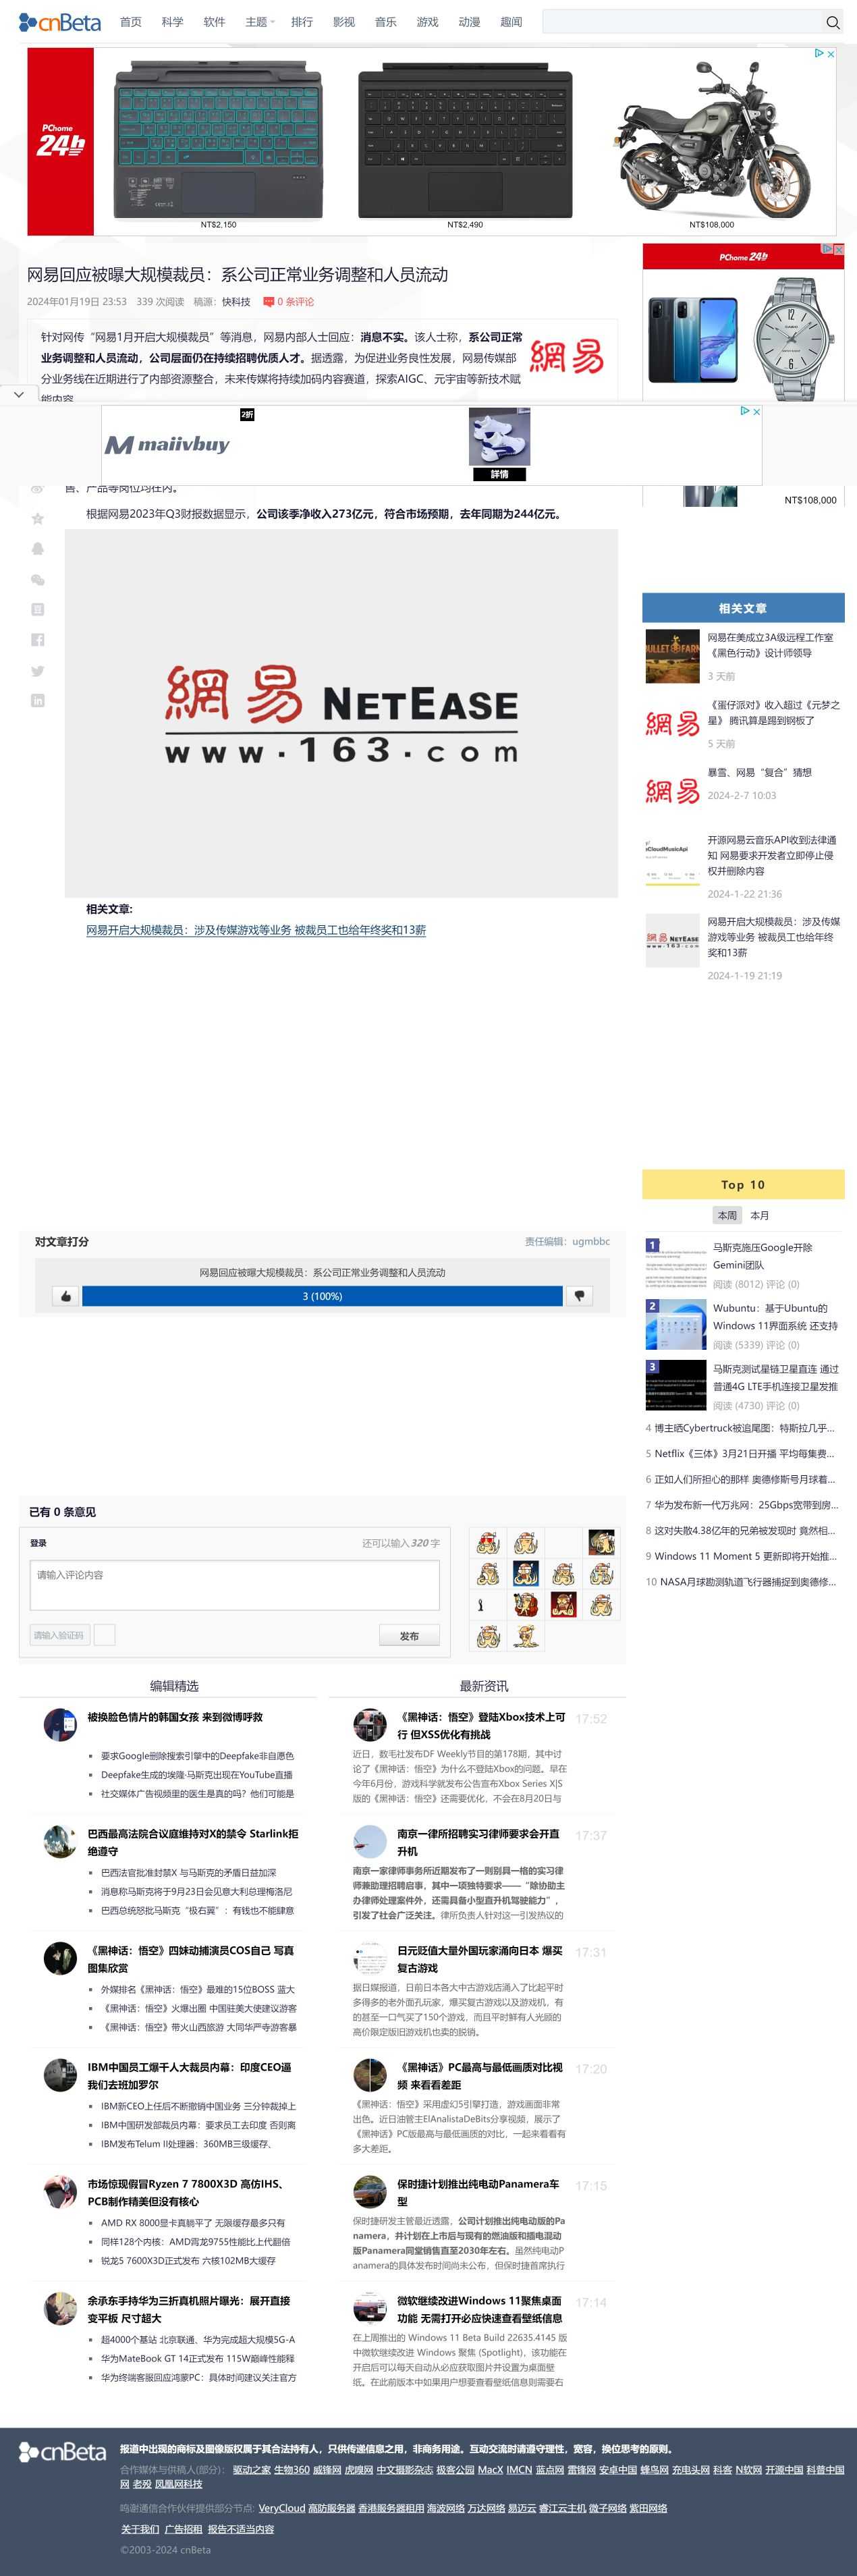 cnBeta
首页 科学 软件 主题 排行 影视 音乐 游戏 动漫 趣闻
PChome
24h
NT$2,150
NT$2,490
NT$108,000
网易回应被曝大规模裁员：系公司正常业务调整和人员流动
2024年01月19日 23:53 339 次阅读 稿源：快科技 0 条评论
针对网传“网易1月开启大规模裁员”等消息，网易内部人士回应：消息不实。该人士称，系公司正常
业务调整和人员流动，公司层面仍在持续招聘优质人才。据透露，为促进业务良性发展，网易传媒部
分业务线在近期进行了内部资源整合，未来传媒将持续加码内容赛道，探索AIGC、元宇宙等新技术赋
能内容
網易
PChome 24h
CASIO
6
maiivbuy
2折
詳情
NT$108,000
售、产品等岗位均在内。
根据网易2023年Q3财报数据显示，公司该季净收入273亿元，符合市场预期，去年同期为244亿元。
網易 NETEASE
www.163.com
相关文章:
网易开启大规模裁员：涉及传媒游戏等业务 被裁员工也给年终奖和13薪
相关文章
网易在美成立3A级远程工作室
《黑色行动》设计师领导
3 天前
《蛋仔派对》收入超过《元梦之
星》 腾讯算是踢到钢板了
5 天前
暴雪、网易“复合”猜想
2024-2-7 10:03
开源网易云音乐API收到法律通
知 网易要求开发者立即停止侵
权并删除内容
2024-1-22 21:36
网易开启大规模裁员：涉及传媒
游戏等业务 被裁员工也给年终
奖和13薪
2024-1-19 21:19
对文章打分
责任编辑：ugmbbc
网易回应被曝大规模裁员：系公司正常业务调整和人员流动
3 (100%)
Top 10
本周 本月
1
马斯克施压Google开除
Gemini团队
阅读 (8012) 评论 (0)
2
Wubuntu：基于Ubuntu的
Windows 11界面系统 还支持
阅读 (5339) 评论 (0)
3
马斯克测试星链卫星直连 通过
普通4G LTE手机连接卫星发推
阅读 (4730) 评论 (0)
4 博主晒Cybertruck被追尾图：特斯拉几乎...
5 Netflix《三体》3月21日开播 平均每集费...
6 正如人们所担心的那样 奥德修斯号月球着...
7 华为发布新一代万兆网：25Gbps宽带到房...
8 这对失散4.38亿年的兄弟被发现时 竟然相...
9 Windows 11 Moment 5 更新即将开始推...
10 NASA月球勘测轨道飞行器捕捉到奥德修...
已有 0 条意见
登录
还可以输入 320 字
请输入评论内容
请输入验证码
发布
编辑精选
被换脸色情片的韩国女孩 来到微博呼救
要求Google删除搜索引擎中的Deepfake非自愿色
Deepfake生成的埃隆·马斯克出现在YouTube直播
社交媒体广告视频里的医生是真的吗？他们可能是
巴西最高法院合议庭维持对X的禁令 Starlink拒
绝遵守
巴西法官批准封禁X 与马斯克的矛盾日益加深
消息称马斯克将于9月23日会见意大利总理梅洛尼
巴西总统怒批马斯克“极右翼”：有钱也不能肆意
《黑神话：悟空》四妹动捕演员COS自己 写真
图集欣赏
外媒排名《黑神话：悟空》最难的15位BOSS 蓝大
《黑神话：悟空》火爆出圈 中国驻美大使建议游客
《黑神话：悟空》带火山西旅游 大同华严寺游客暴
IBM中国员工爆千人大裁员内幕：印度CEO逼
我们去班加罗尔
IBM新CEO上任后不断撤销中国业务 三分钟裁掉上
IBM中国研发部裁员内幕：要求员工去印度 否则离
IBM发布Telum II处理器：360MB三级缓存、
市场惊现假冒Ryzen 7 7800X3D 高仿IHS、
PCB制作精美但没有核心
AMD RX 8000显卡真躺平了 无限缓存最多只有
同样128个内核：AMD霄龙9755性能比上代翻倍
锐龙5 7600X3D正式发布 六核102MB大缓存
余承东手持华为三折真机照片曝光：展开直接
变平板 尺寸超大
超4000个基站 北京联通、华为完成超大规模5G-A
华为MateBook GT 14正式发布 115W巅峰性能释
华为终端客服回应鸿蒙PC：具体时间建议关注官方
最新资讯
《黑神话：悟空》登陆Xbox技术上可
行 但XSS优化有挑战
17:52
近日，数毛社发布DF Weekly节目的第178期，其中讨
论了《黑神话：悟空》为什么不登陆Xbox的问题。早在
今年6月份，游戏科学就发布公告宣布Xbox Series X|S
版的《黑神话：悟空》还需要优化，不会在8月20日与
南京一律所招聘实习律师要求会开直
升机
17:37
南京一家律师事务所近期发布了一则别具一格的实习律
师兼助理招聘启事，其中一项独特要求——“除协助主
办律师处理案件外，还需具备小型直升机驾驶能力”，
引发了社会广泛关注。律所负责人针对这一引发热议的
日元贬值大量外国玩家涌向日本 爆买
复古游戏
17:31
据日媒报道，日前日本各大中古游戏店涌入了比起平时
多得多的老外面孔玩家，爆买复古游戏以及游戏机，有
的甚至一口气买了150个游戏，而且平时鲜有人光顾的
高价限定版旧游戏机也卖的脱销。
《黑神话》PC最高与最低画质对比视
频 来看看差距
17:20
《黑神话：悟空》采用虚幻5引擎打造，游戏画面非常
出色。近日油管主ElAnalistaDeBits分享视频，展示了
《黑神话》PC版最高与最低画质的对比，一起来看看有
多大差距。
保时捷计划推出纯电动Panamera车
型
17:15
保时捷研发主管最近透露，公司计划推出纯电动版的Pa
namera，并计划在上市后与现有的燃油版和插电混动
版Panamera同堂销售直至2030年左右。虽然纯电动P
anamera的具体发布时间尚未公布，但保时捷首席执行
微软继续改进Windows 11聚焦桌面
功能 无需打开必应快速查看壁纸信息
17:14
在上周推出的 Windows 11 Beta Build 22635.4145 版
中微软继续改进 Windows 聚焦 (Spotlight)，该功能在
开启后可以每天自动从必应获取图片并设置为桌面壁
纸。在此前版本中如果用户想要查看壁纸信息则需要右
cnBeta
报道中出现的商标及图像版权属于其合法持有人，只供传递信息之用，非商务用途。互动交流时请遵守理性，宽容，换位思考的原则。
合作媒体与供稿人(部分)： 驱动之家 生物360 威锋网 虎嗅网 中文摄影杂志 极客公园 MacX IMCN 蓝点网 雷锋网 安卓中国 蜂鸟网 充电头网 科客 N软网 开源中国 科普中国
网 老殁 凤凰网科技
鸣谢通信合作伙伴提供部分节点: VeryCloud 高防服务器 香港服务器租用 海波网络 万达网络 易迈云 睿江云主机 微子网络 紫田网络
关于我们 广告招租 报告不适当内容
©2003-2024 cnBeta